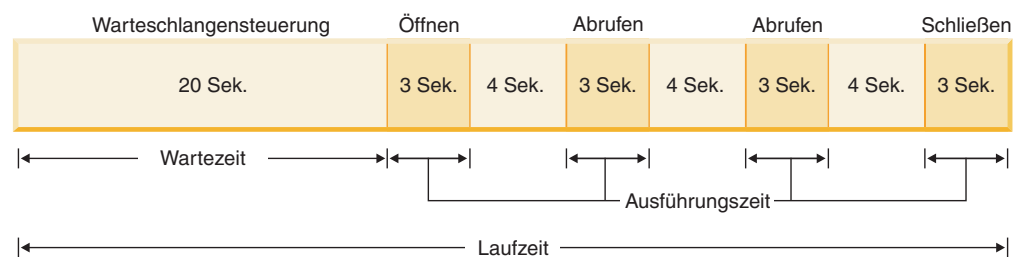 Warteschlangensteuerung Öffnen Abrufen Abrufen Schließen
20 Sek. 3 Sek. 4 Sek. 3 Sek. 4 Sek. 3 Sek. 4 Sek. 3 Sek.
Wartezeit
Ausführungszeit
Laufzeit